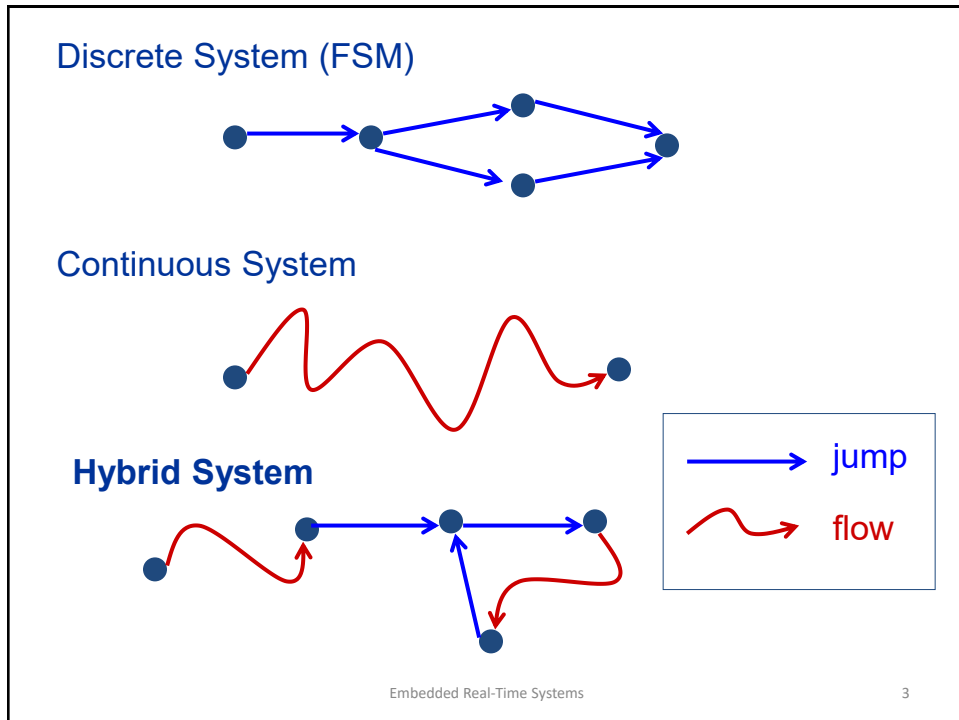 Discrete System (FSM)
Continuous System
Hybrid System
jump
flow
Embedded Real-Time Systems
3